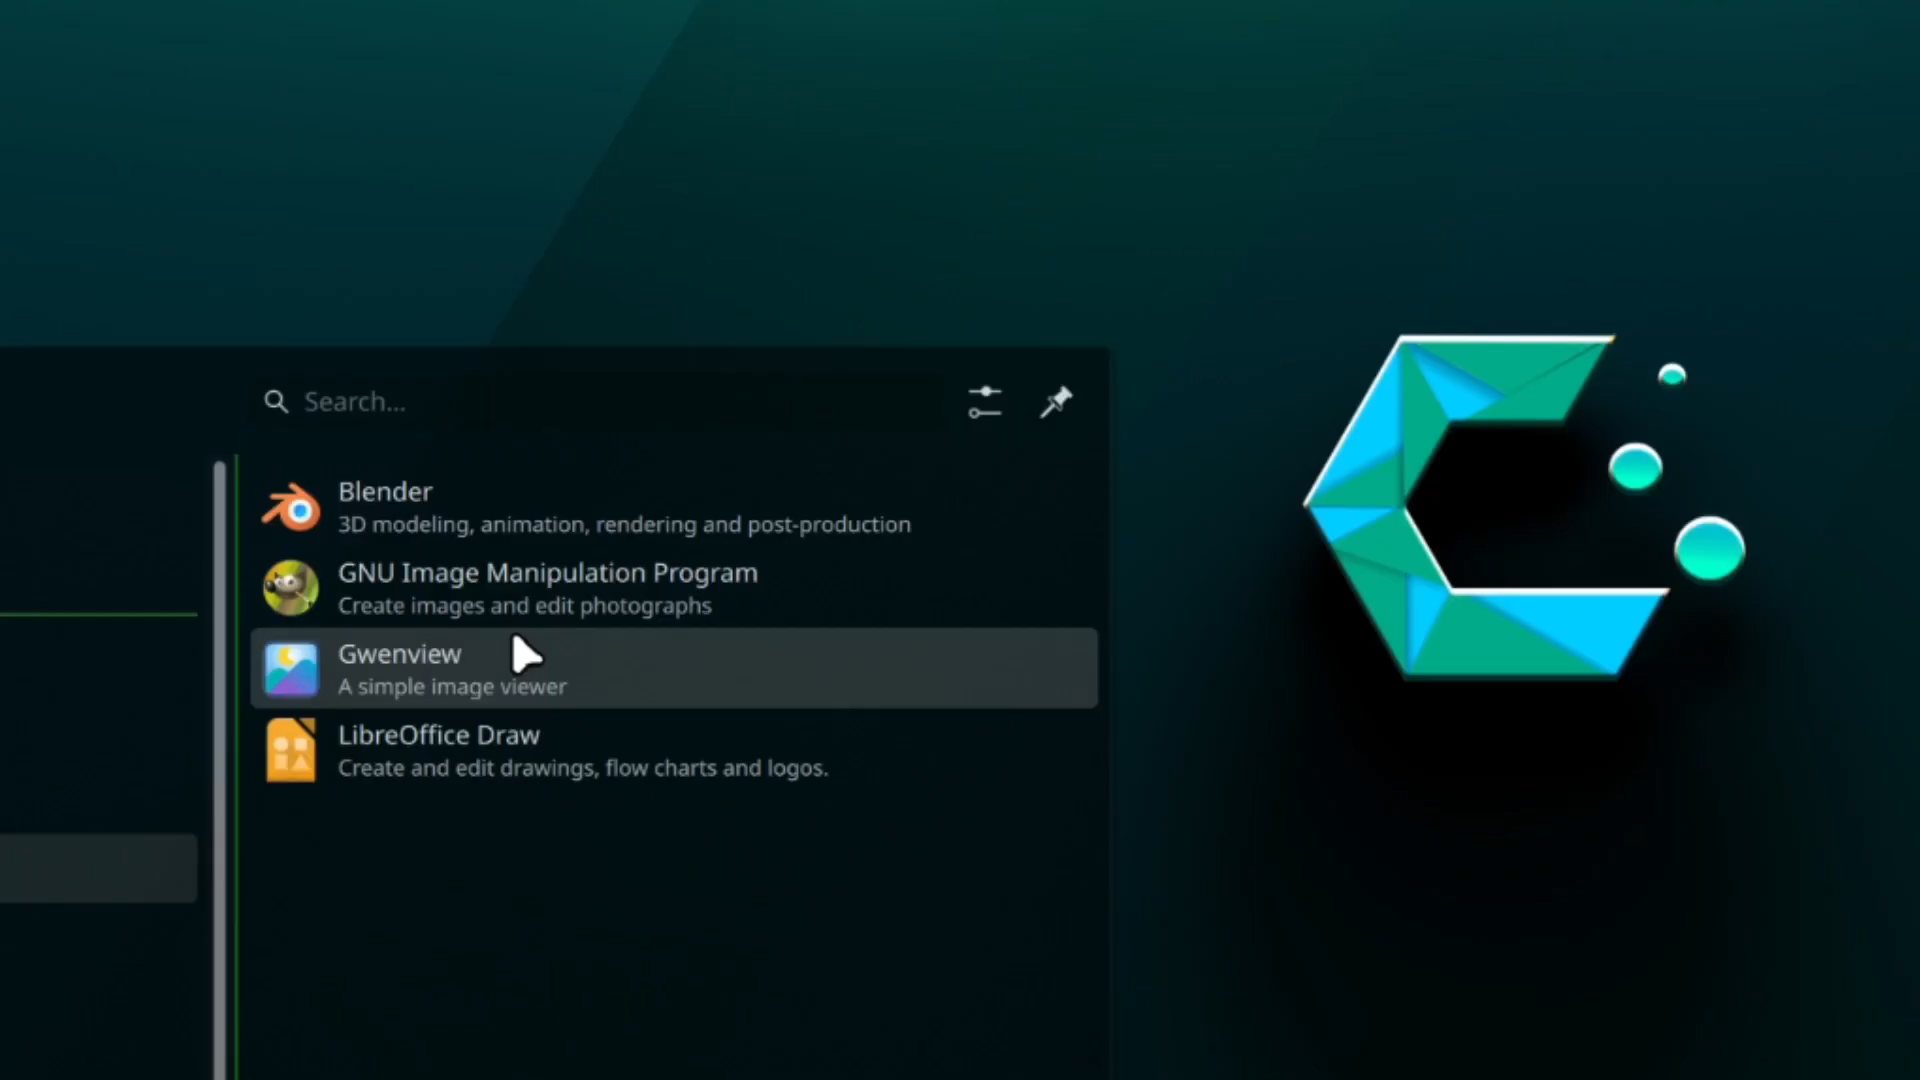 Search...
Blender
3D modeling, animation, rendering and post-production
GNU Image Manipulation Program
Create images and edit photographs
Gwenview
A simple image viewer
LibreOffice Draw
Create and edit drawings, flow charts and logos.